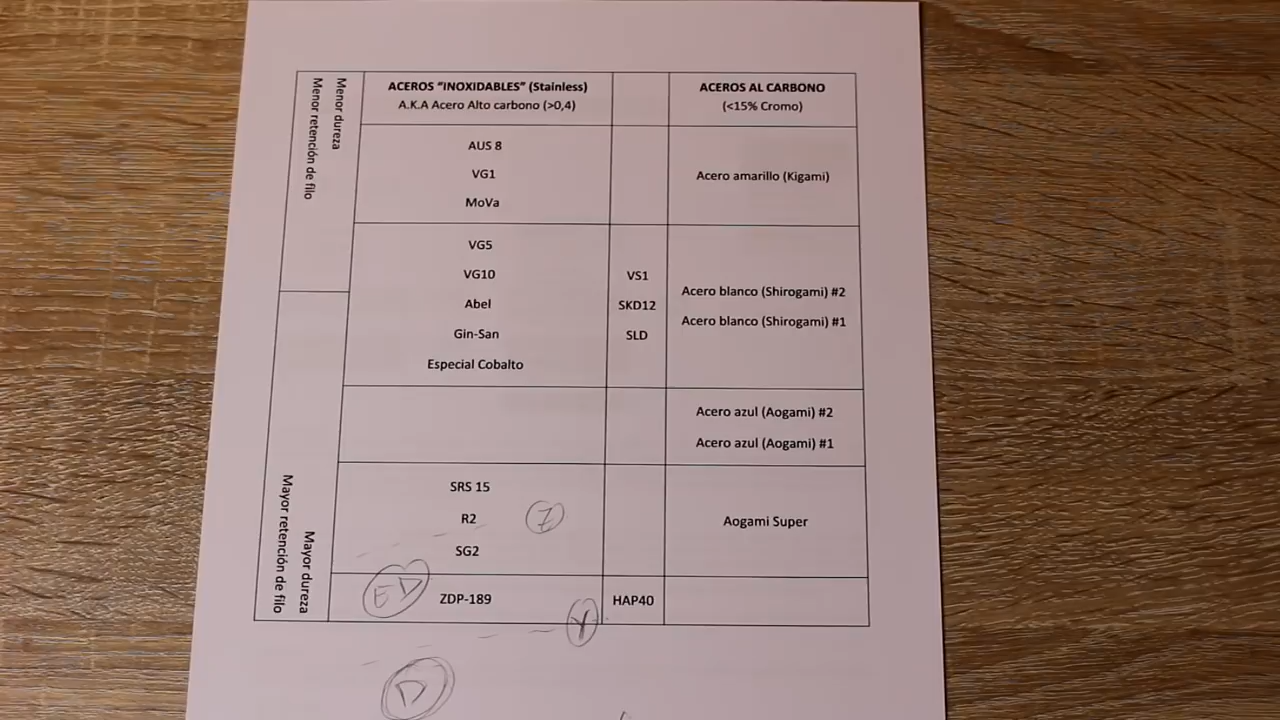 Menor dureza
Menor retención de filo
ACEROS “INOXIDABLES” (Stainless)
A.K.A Acero Alto carbono (>0,4)
ACEROS AL CARBONO
(<15% Cromo)
AUS 8
VG1
MoVa
Acero amarillo (Kigami)
VG5
VG10
Abel
Gin-San
Especial Cobalto
VS1
SKD12
SLD
Acero blanco (Shirogami) #2
Acero blanco (Shirogami) #1
Acero azul (Aogami) #2
Acero azul (Aogami) #1
Mayor dureza
Mayor retención de filo
SRS 15
R2
SG2
Z
Aogami Super
ED
ZDP-189
Y
HAP40
D